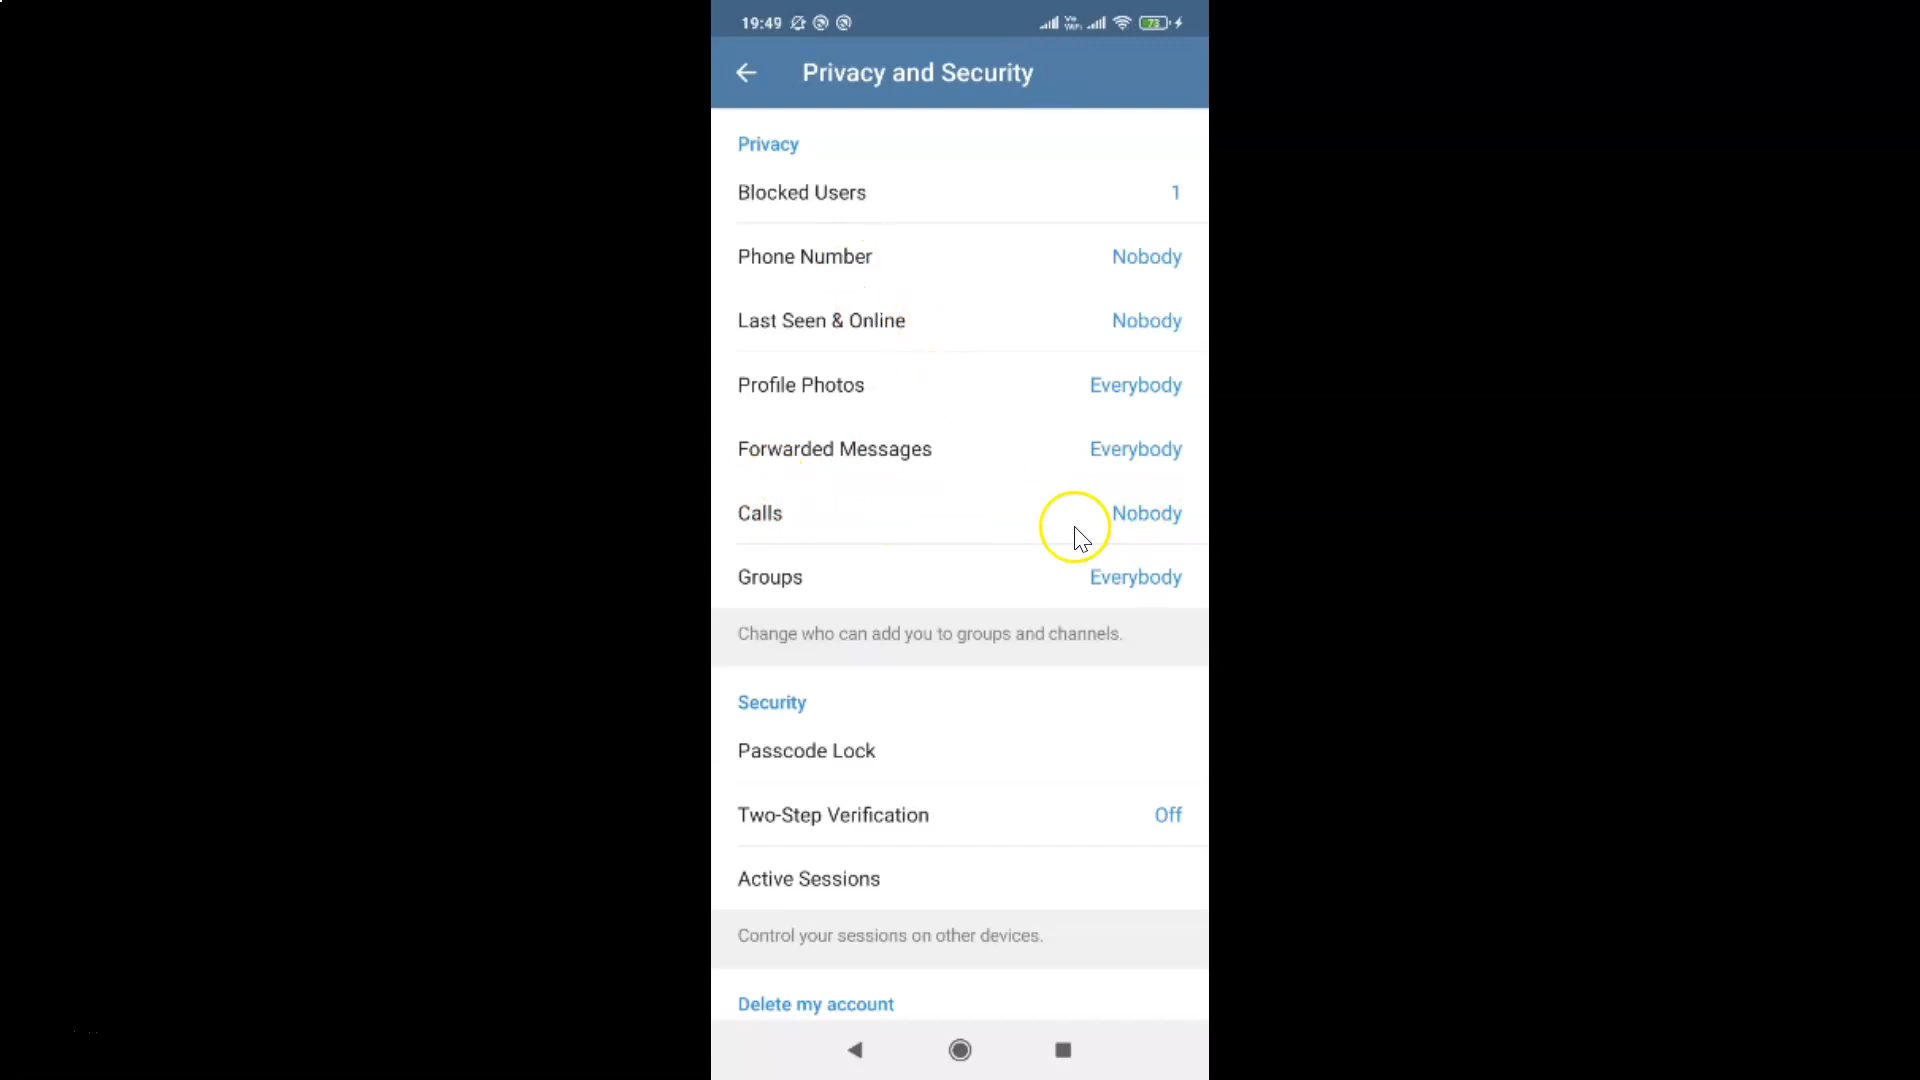 19:49 73
Privacy and Security
Privacy
Blocked Users 1
Phone Number Nobody
Last Seen & Online Nobody
Profile Photos Everybody
Forwarded Messages Everybody
Calls Nobody
Groups Everybody
Change who can add you to groups and channels.
Security
Passcode Lock
Two-Step Verification Off
Active Sessions
Control your sessions on other devices.
Delete my account